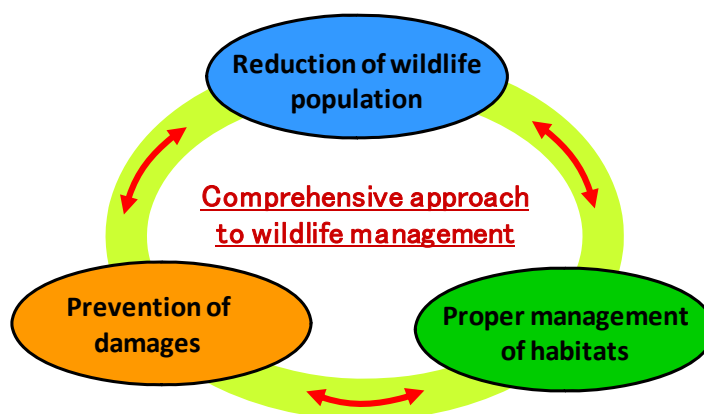 Reduction of wildlife
population
Comprehensive approach
to wildlife management
Prevention of
damages
Proper management
of habitats